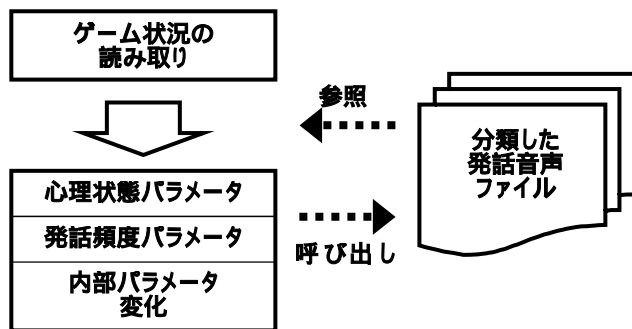 ゲーム状況の
読み取り
参照
分類した
発話音声
ファイル
心理状態パラメータ
発話頻度パラメータ
内部パラメータ
変化
呼び出し